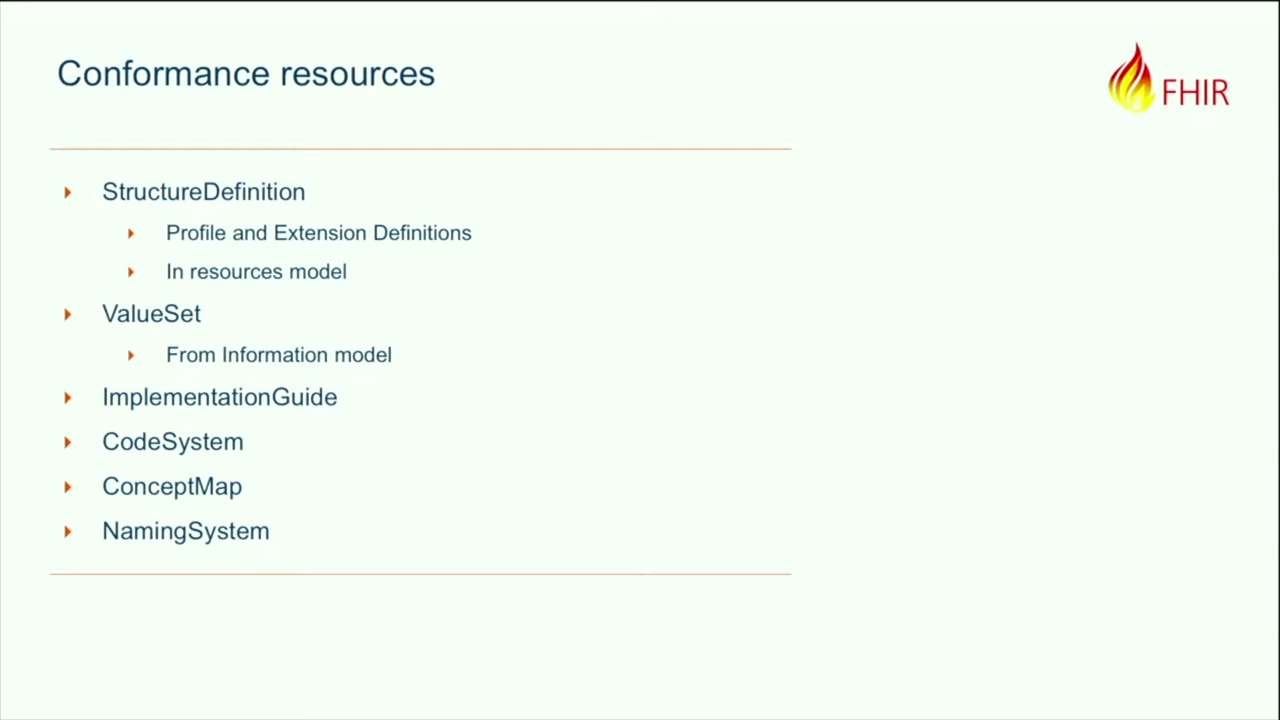 Conformance resources
FHIR
StructureDefinition
Profile and Extension Definitions
In resources model
ValueSet
From Information model
ImplementationGuide
CodeSystem
ConceptMap
NamingSystem